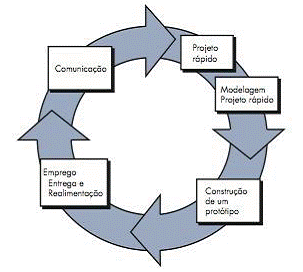 Comunicação
Projeto
rápido
Modelagem
Projeto rápido
Construção
de um
protótipo
Emprego
Entrega e
Realimentação